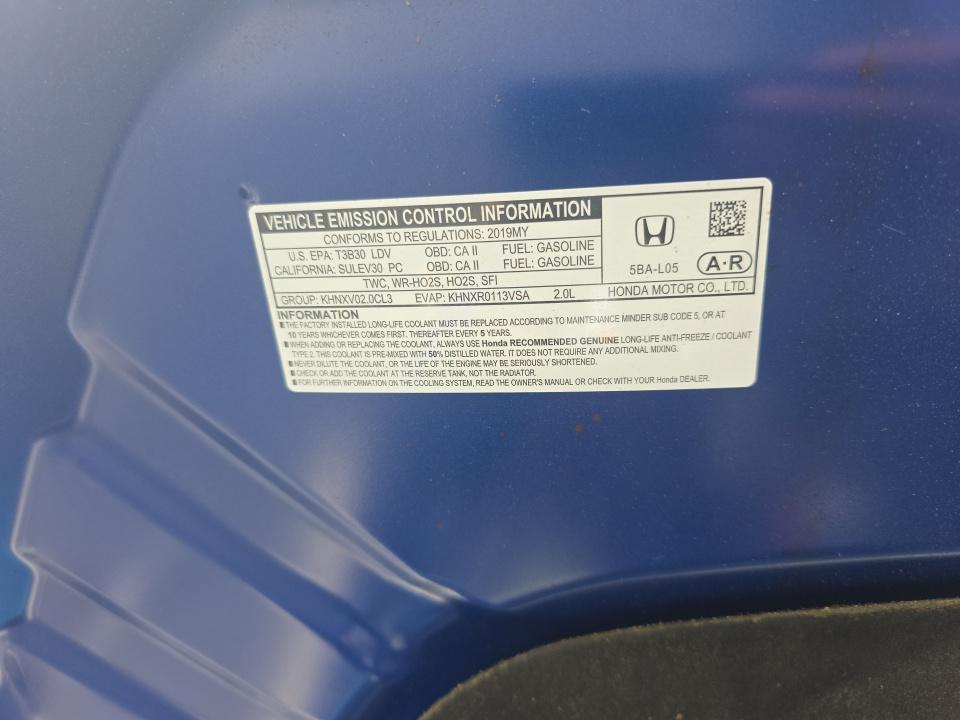 VEHICLE EMISSION CONTROL INFORMATION
CONFORMS TO REGULATIONS: 2019MY
U.S. EPA: T3B30 LDV OBD: CA II FUEL: GASOLINE
CALIFORNIA: SULEV30 PC OBD: CA II FUEL: GASOLINE
TWC, WR-HO2S, HO2S, SFI
GROUP: KHNXV02.0CL3 EVAP: KHNXR0113VSA 2.0L
5BA-L05 A-R
HONDA MOTOR CO., LTD.
INFORMATION
■THE FACTORY INSTALLED LONG-LIFE COOLANT MUST BE REPLACED ACCORDING TO MAINTENANCE MINDER SUB CODE 5, OR AT
10 YEARS WHICHEVER COMES FIRST. THEREAFTER EVERY 5 YEARS.
■WHEN ADDING OR REPLACING THE COOLANT, ALWAYS USE Honda RECOMMENDED GENUINE LONG-LIFE ANTI-FREEZE / COOLANT
TYPE 2. THIS COOLANT IS PRE-MIXED WITH 50% DISTILLED WATER. IT DOES NOT REQUIRE ANY ADDITIONAL MIXING.
■NEVER DILUTE THE COOLANT, OR THE LIFE OF THE ENGINE MAY BE SERIOUSLY SHORTENED.
■CHECK OR ADD THE COOLANT AT THE RESERVE TANK, NOT THE RADIATOR.
■FOR FURTHER INFORMATION ON THE COOLING SYSTEM, READ THE OWNER'S MANUAL OR CHECK WITH YOUR Honda DEALER.